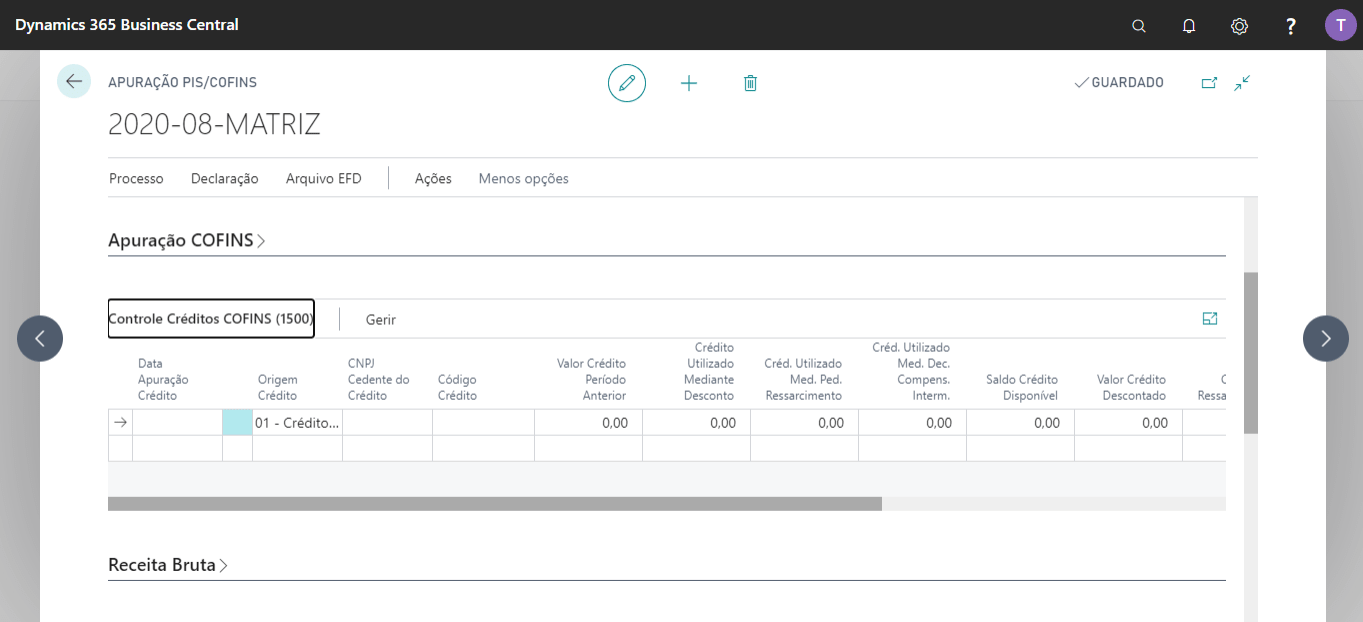 Dynamics 365 Business Central
?
T
APURAÇÃO PIS/COFINS
GUARDADO
2020-08-MATRIZ
Processo Declaração Arquivo EFD Ações Menos opções
Apuração COFINS
Controle Créditos COFINS (1500) Gerir
Data Apuração Crédito
Origem Crédito
CNPJ Cedente do Crédito
Código Crédito
Valor Crédito Período Anterior
Crédito Utilizado Mediante Desconto
Créd. Utilizado Med. Ped. Ressarcimento
Créd. Utilizado Med. Dec. Compens. Interm.
Saldo Crédito Disponível
Valor Crédito Descontado
01 - Crédito... 0,00 0,00 0,00 0,00 0,00 0,00
Receita Bruta